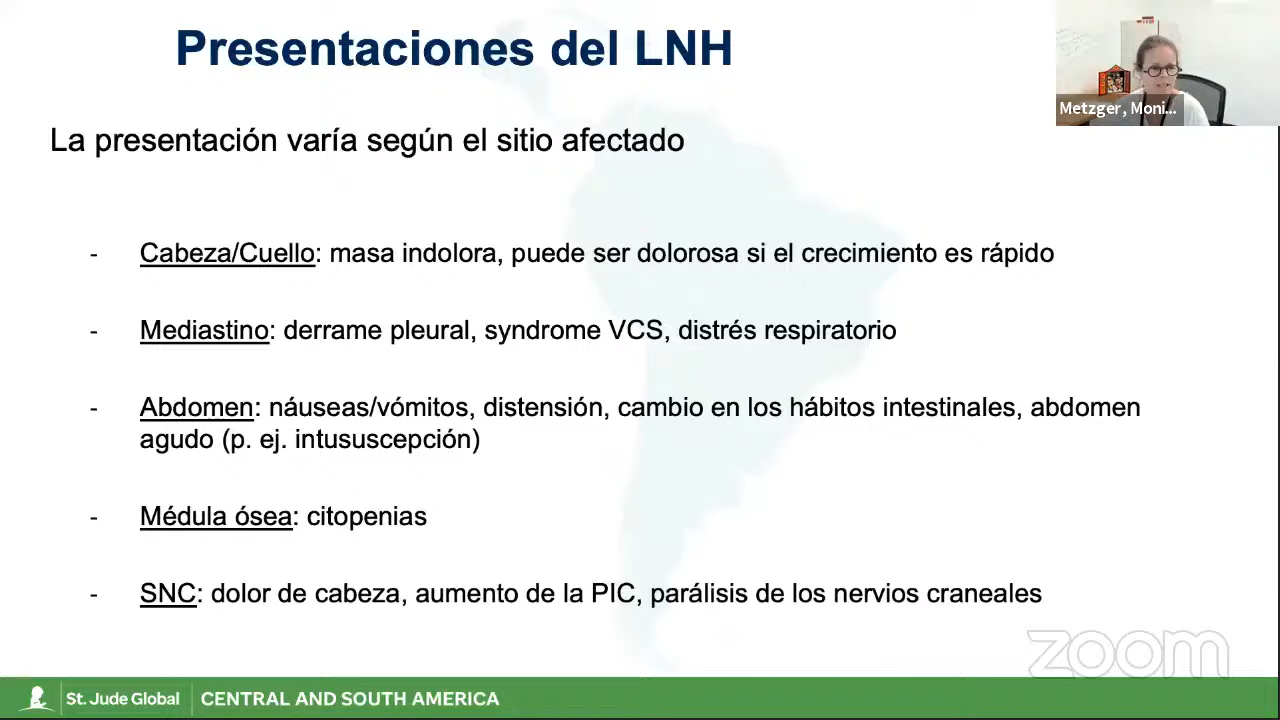 Presentaciones del LNH
Metzger, Moni...
La presentación varía según el sitio afectado
- Cabeza/Cuello: masa indolora, puede ser dolorosa si el crecimiento es rápido
- Mediastino: derrame pleural, syndrome VCS, distrés respiratorio
- Abdomen: náuseas/vómitos, distensión, cambio en los hábitos intestinales, abdomen
agudo (p. ej. intususcepción)
- Médula ósea: citopenias
- SNC: dolor de cabeza, aumento de la PIC, parálisis de los nervios craneales
zoom
St. Jude Global
CENTRAL AND SOUTH AMERICA